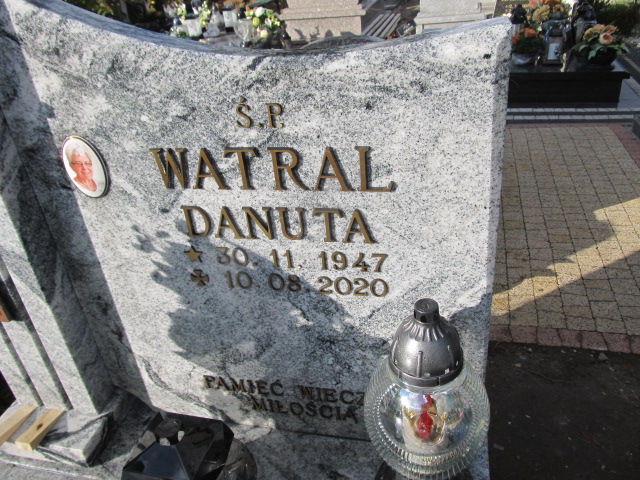 Ś.P.
WATRAL
DANUTA
30.11.1947
10.08.2020
PAMIĘĆ
MIŁOŚCIĄ